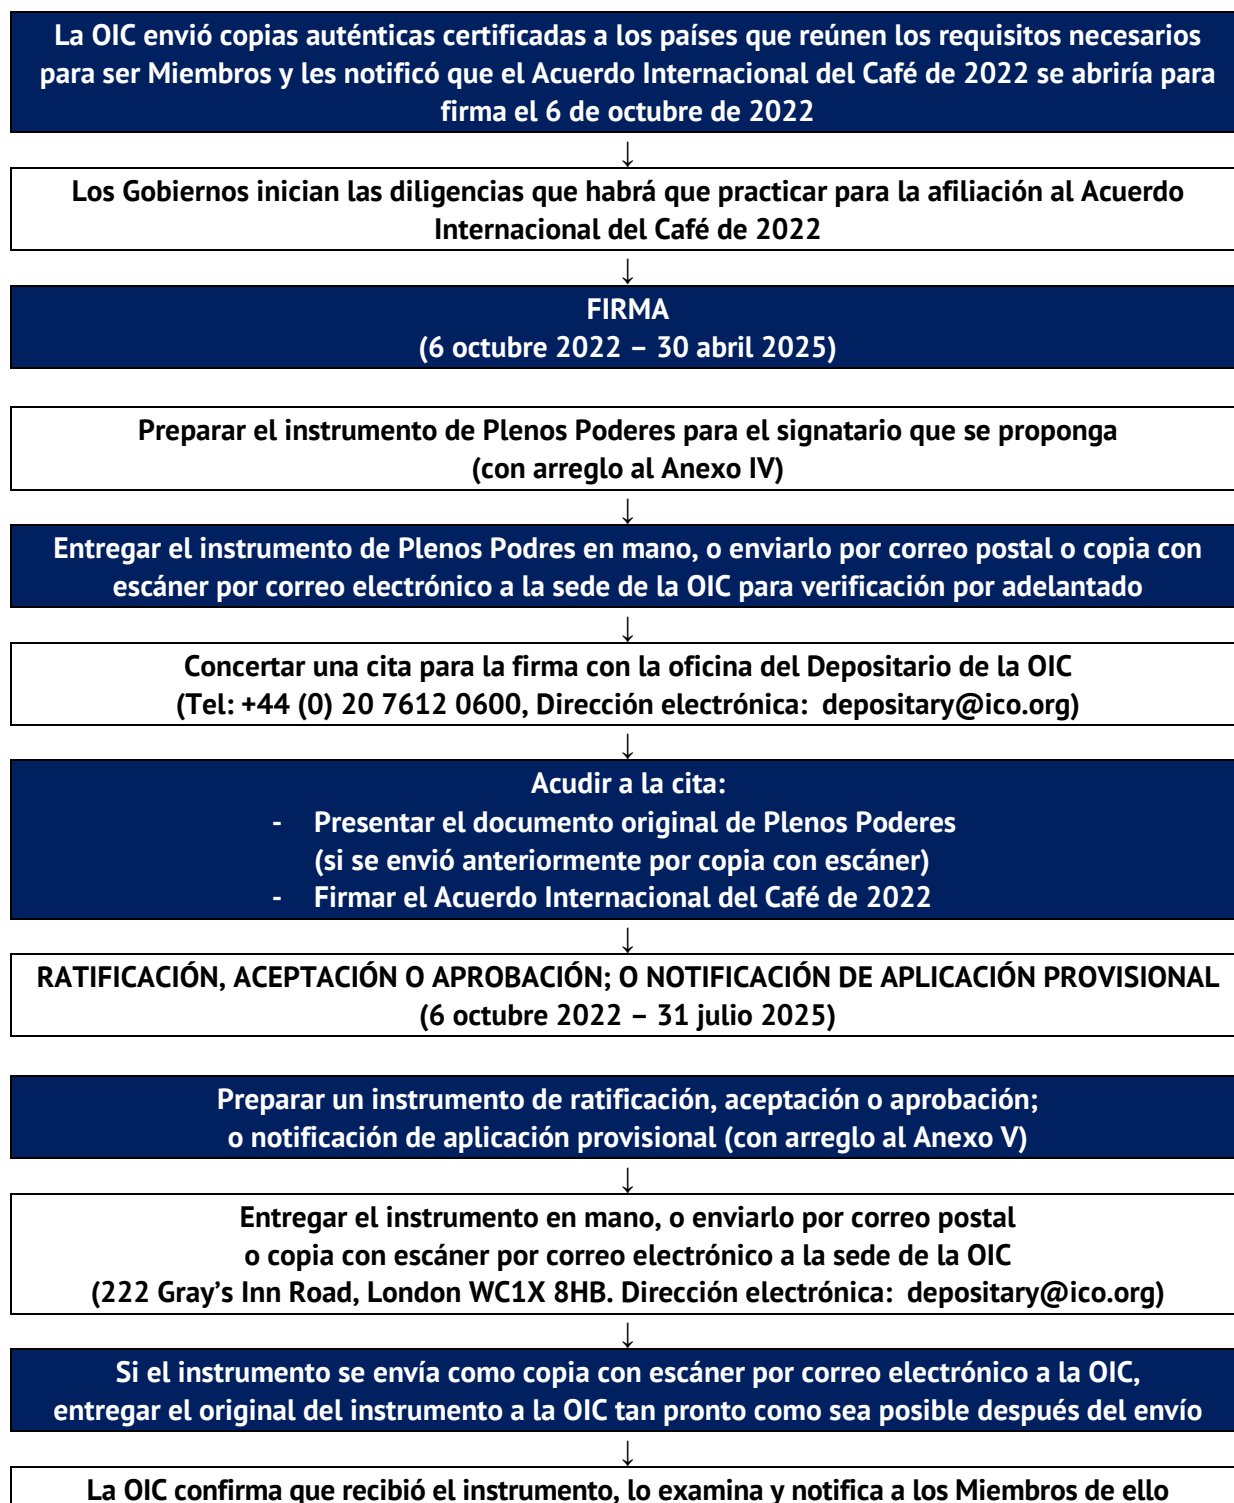 La OIC envió copias auténticas certificadas a los países que reúnen los requisitos necesarios
para ser Miembros y les notificó que el Acuerdo Internacional del Café de 2022 se abriría para
firma el 6 de octubre de 2022
↓
Los Gobiernos inician las diligencias que habrá que practicar para la afiliación al Acuerdo
Internacional del Café de 2022
↓
FIRMA
(6 octubre 2022 – 30 abril 2025)
Preparar el instrumento de Plenos Poderes para el signatario que se proponga
(con arreglo al Anexo IV)
↓
Entregar el instrumento de Plenos Podres en mano, o enviarlo por correo postal o copia con
escáner por correo electrónico a la sede de la OIC para verificación por adelantado
↓
Concertar una cita para la firma con la oficina del Depositario de la OIC
(Tel: +44 (0) 20 7612 0600, Dirección electrónica: depositary@ico.org)
↓
Acudir a la cita:
- Presentar el documento original de Plenos Poderes
(si se envió anteriormente por copia con escáner)
- Firmar el Acuerdo Internacional del Café de 2022
↓
RATIFICACIÓN, ACEPTACIÓN O APROBACIÓN; O NOTIFICACIÓN DE APLICACIÓN PROVISIONAL
(6 octubre 2022 – 31 julio 2025)
Preparar un instrumento de ratificación, aceptación o aprobación;
o notificación de aplicación provisional (con arreglo al Anexo V)
↓
Entregar el instrumento en mano, o enviarlo por correo postal
o copia con escáner por correo electrónico a la sede de la OIC
(222 Gray’s Inn Road, London WC1X 8HB. Dirección electrónica: depositary@ico.org)
↓
Si el instrumento se envía como copia con escáner por correo electrónico a la OIC,
entregar el original del instrumento a la OIC tan pronto como sea posible después del envío
↓
La OIC confirma que recibió el instrumento, lo examina y notifica a los Miembros de ello